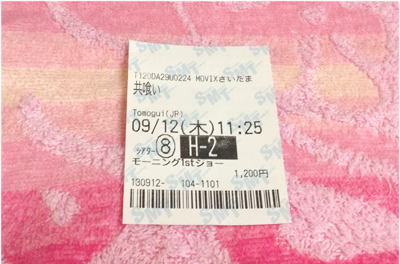 T120DA29U0224 MOVIXさいたま
共喰い
Tomogui(JP)
09/12(木)11:25
シアター ⑧ H-2
モーニング1stショー
1,200円
130912- 104-1101